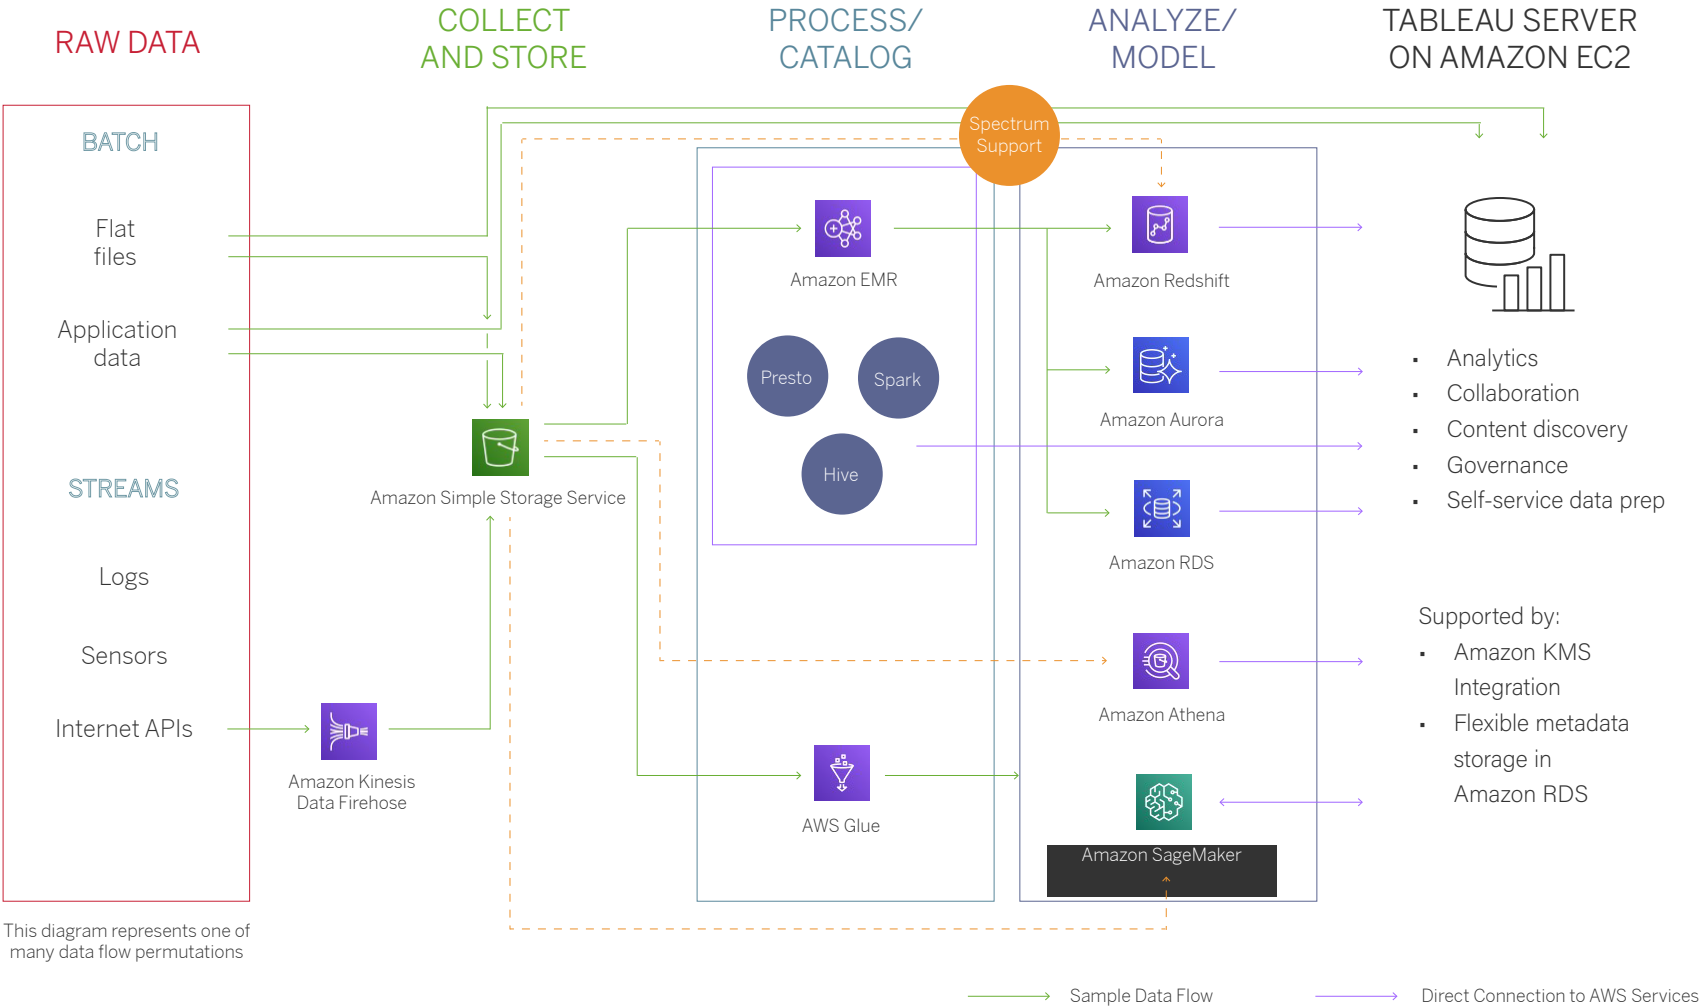 RAW DATA
COLLECT
AND STORE
PROCESS/
CATALOG
ANALYZE/
MODEL
TABLEAU SERVER
ON AMAZON EC2
BATCH
Flat
files
Application
data
STREAMS
Logs
Sensors
Internet APIs
Amazon Kinesis
Data Firehose
Amazon Simple Storage Service
Spectrum
Support
Amazon EMR
Presto
Spark
Hive
AWS Glue
Amazon Redshift
Amazon Aurora
Amazon RDS
Amazon Athena
Amazon SageMaker
▪ Analytics
▪ Collaboration
▪ Content discovery
▪ Governance
▪ Self-service data prep
Supported by:
▪ Amazon KMS
Integration
▪ Flexible metadata
storage in
Amazon RDS
This diagram represents one of
many data flow permutations
Sample Data Flow
Direct Connection to AWS Services